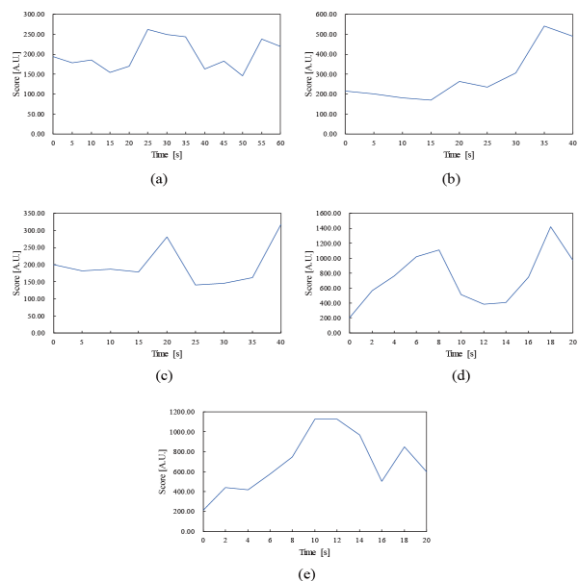 300.00
250.00
200.00
150.00
100.00
50.00
0.00
Score [A.U.]
0 5 10 15 20 25 30 35 40 45 50 55 60
Time [s]
(a)
600.00
500.00
400.00
300.00
200.00
100.00
0.00
Score [A.U.]
0 5 10 15 20 25 30 35 40
Time [s]
(b)
350.00
300.00
250.00
200.00
150.00
100.00
50.00
0.00
Score [A.U.]
0 5 10 15 20 25 30 35 40
Time [s]
(c)
1600.00
1400.00
1200.00
1000.00
800.00
600.00
400.00
200.00
0.00
Score [A.U.]
0 2 4 6 8 10 12 14 16 18 20
Time [s]
(d)
1200.00
1000.00
800.00
600.00
400.00
200.00
0.00
Score [A.U.]
0 2 4 6 8 10 12 14 16 18 20
Time [s]
(e)